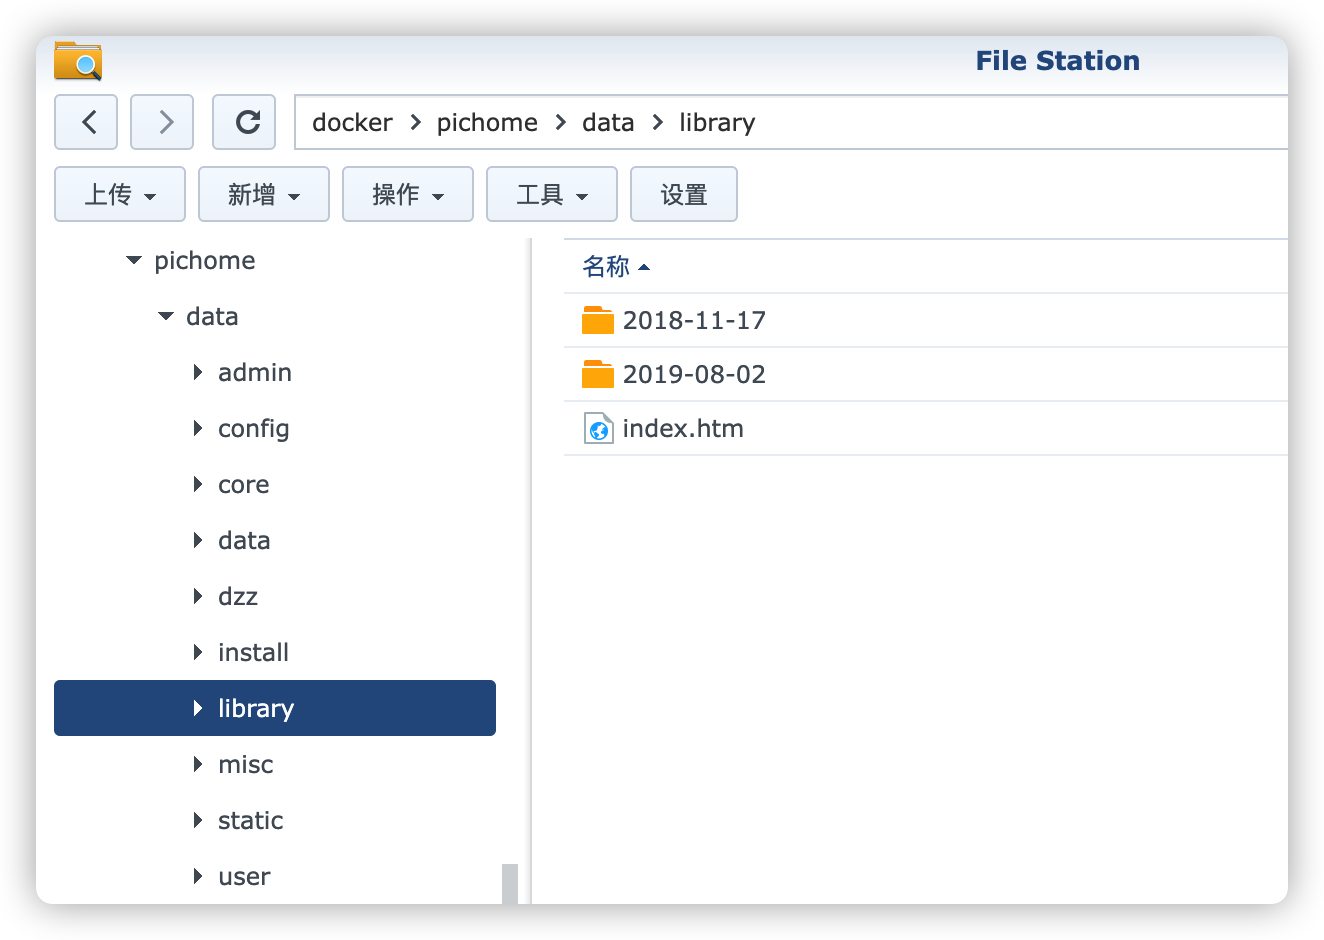 File Station
docker > pichome > data > library
上传 新增 操作 工具 设置
pichome
data
admin
config
core
data
dzz
install
library
misc
static
user
名称
2018-11-17
2019-08-02
index.htm